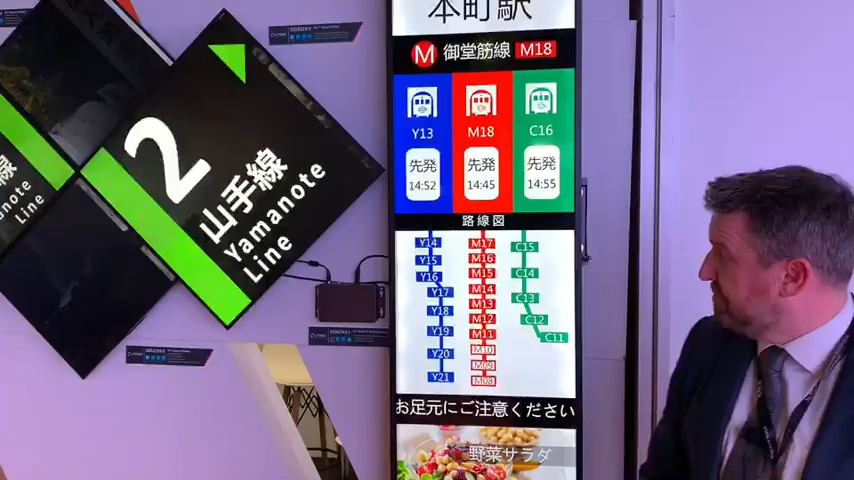 本町駅
M 御堂筋線 M18
Y13 M18 C16
先発 先発 先発
14:52 14:45 14:55
路線図
Y14 M17 C15
Y15 M16
Y16 M15 C14
Y17 M14
M13 C13
Y18 M12 C12
Y19 M11 C11
Y20 M10
M09
Y21 M08
お足元にご注意ください
野菜サラダ
2
山手線
Yamanote
Line
線
Line